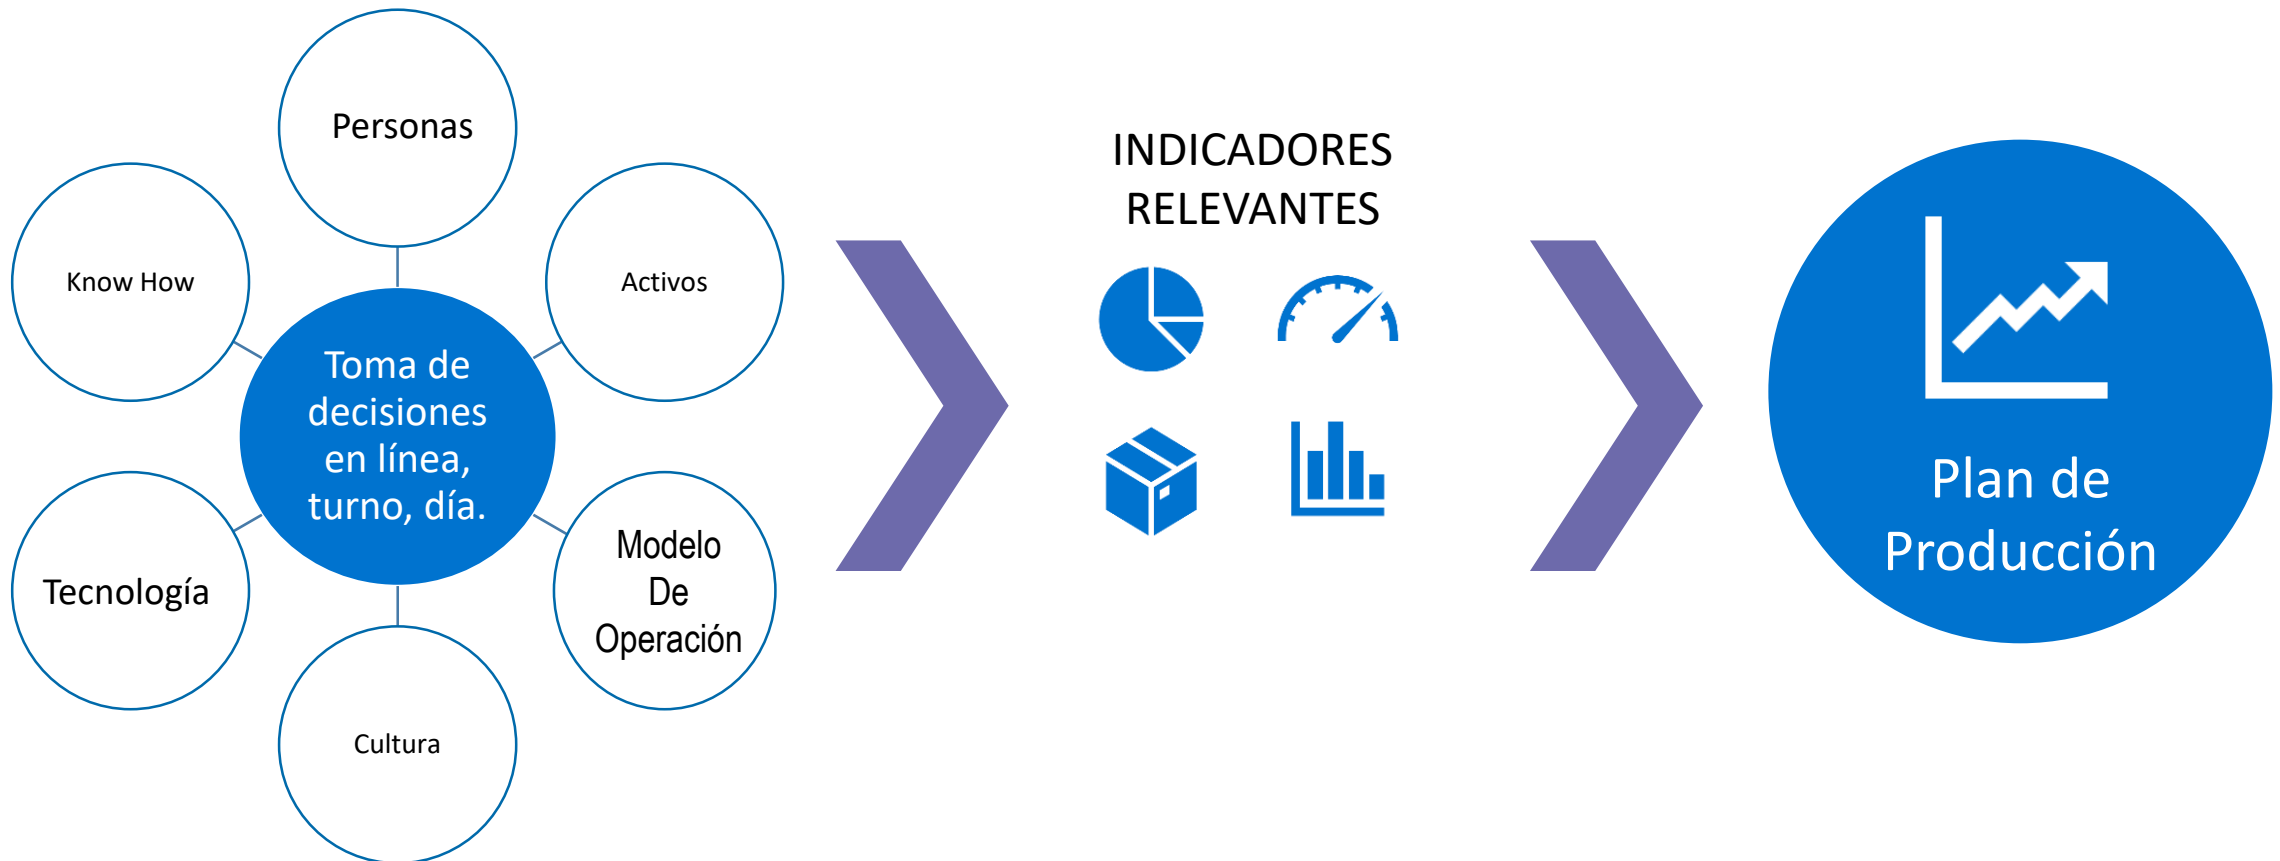 Personas
Know How
Activos
Toma de
decisiones
en línea,
turno, día.
Tecnología
Modelo
De
Operación
Cultura
INDICADORES
RELEVANTES
Plan de
Producción